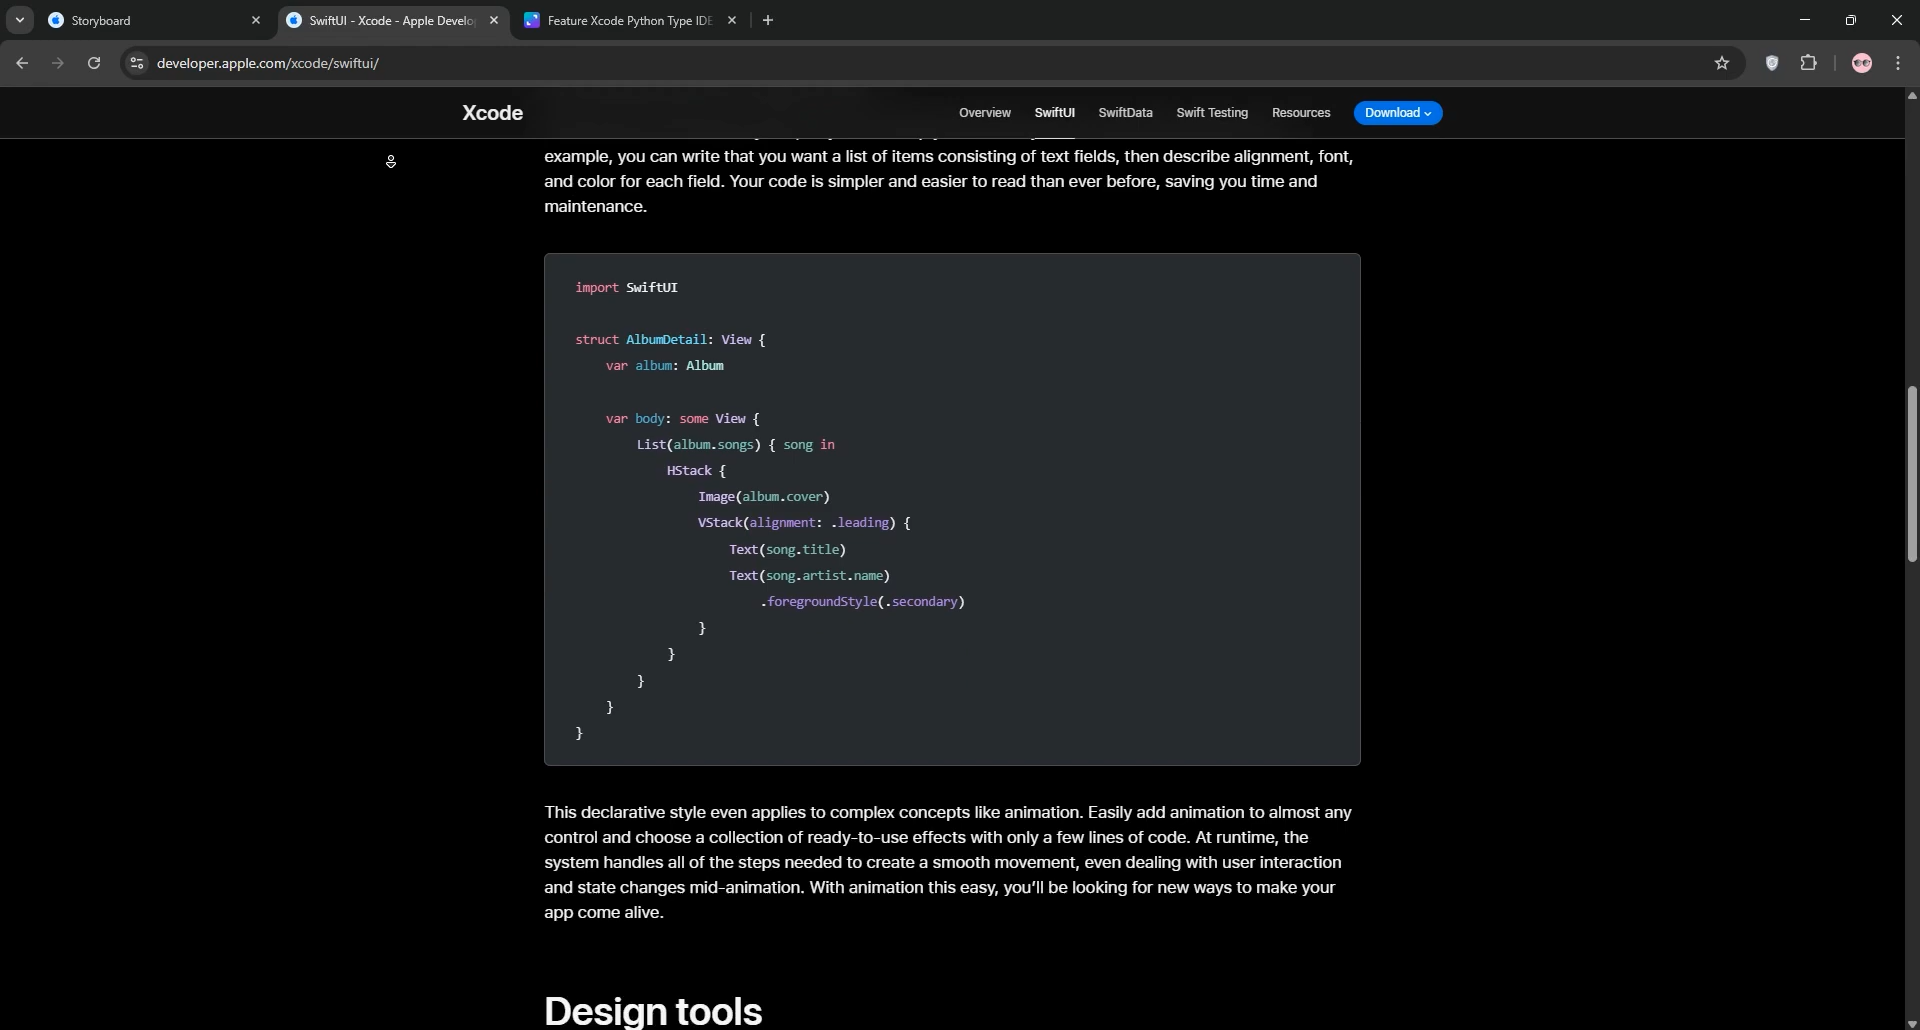 Storyboard
SwiftUI - Xcode - Apple Develo
Feature Xcode Python Type IDE
developer.apple.com/xcode/swiftui/
Xcode
Overview
SwiftUI
SwiftData
Swift Testing
Resources
Download
example, you can write that you want a list of items consisting of text fields, then describe alignment, font,
and color for each field. Your code is simpler and easier to read than ever before, saving you time and
maintenance.
import SwiftUI
struct AlbumDetail: View {
var album: Album
var body: some View {
List(album.songs) { song in
HStack {
Image(album.cover)
VStack(alignment: .leading) {
Text(song.title)
Text(song.artist.name)
.foregroundStyle(.secondary)
}
}
}
}
}
This declarative style even applies to complex concepts like animation. Easily add animation to almost any
control and choose a collection of ready-to-use effects with only a few lines of code. At runtime, the
system handles all of the steps needed to create a smooth movement, even dealing with user interaction
and state changes mid-animation. With animation this easy, you'll be looking for new ways to make your
app come alive.
Design tools